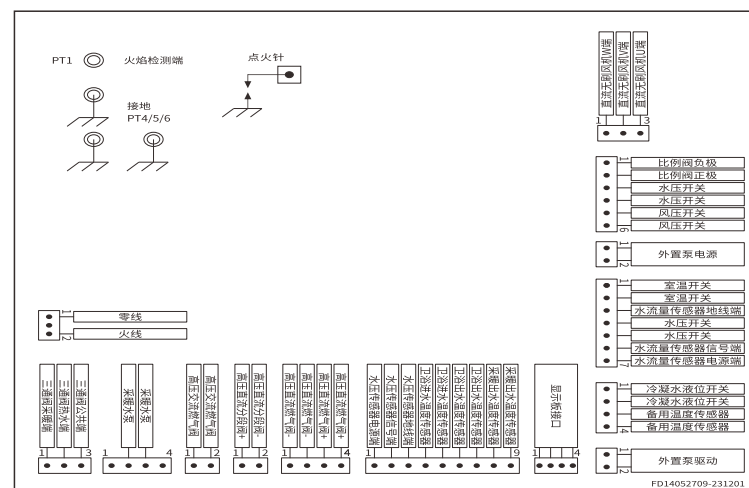 PT1
火焰检测端
点火针
接地
PT4/5/6
直流无刷风机W端
直流无刷风机V端
直流无刷风机U端
1
3
1
比例阀负极
比例阀正极
水压开关
水压开关
风压开关
6
风压开关
1
外置泵电源
2
1
室温开关
室温开关
水流量传感器地线端
水压开关
水压开关
水流量传感器信号端
7
水流量传感器电源端
1
冷凝水液位开关
冷凝水液位开关
备用温度传感器
4
备用温度传感器
1
外置泵驱动
2
1
零线
2
火线
三通阀采暖端
三通阀热水端
三通阀公共端
1
3
采暖水泵
采暖水泵
1
4
高压交流燃气阀
高压交流燃气阀
1
2
高压直流分段阀+
高压直流分段阀-
1
2
高压直流燃气阀-
高压直流燃气阀-
高压直流燃气阀+
高压直流燃气阀+
1
4
水压传感器电源端
水压传感器信号端
水压传感器地线端
卫浴进水温度传感器
卫浴进水温度传感器
卫浴出水温度传感器
卫浴出水温度传感器
采暖出水温度传感器
采暖出水温度传感器
1
9
显示板接口
1
4
FD14052709-231201